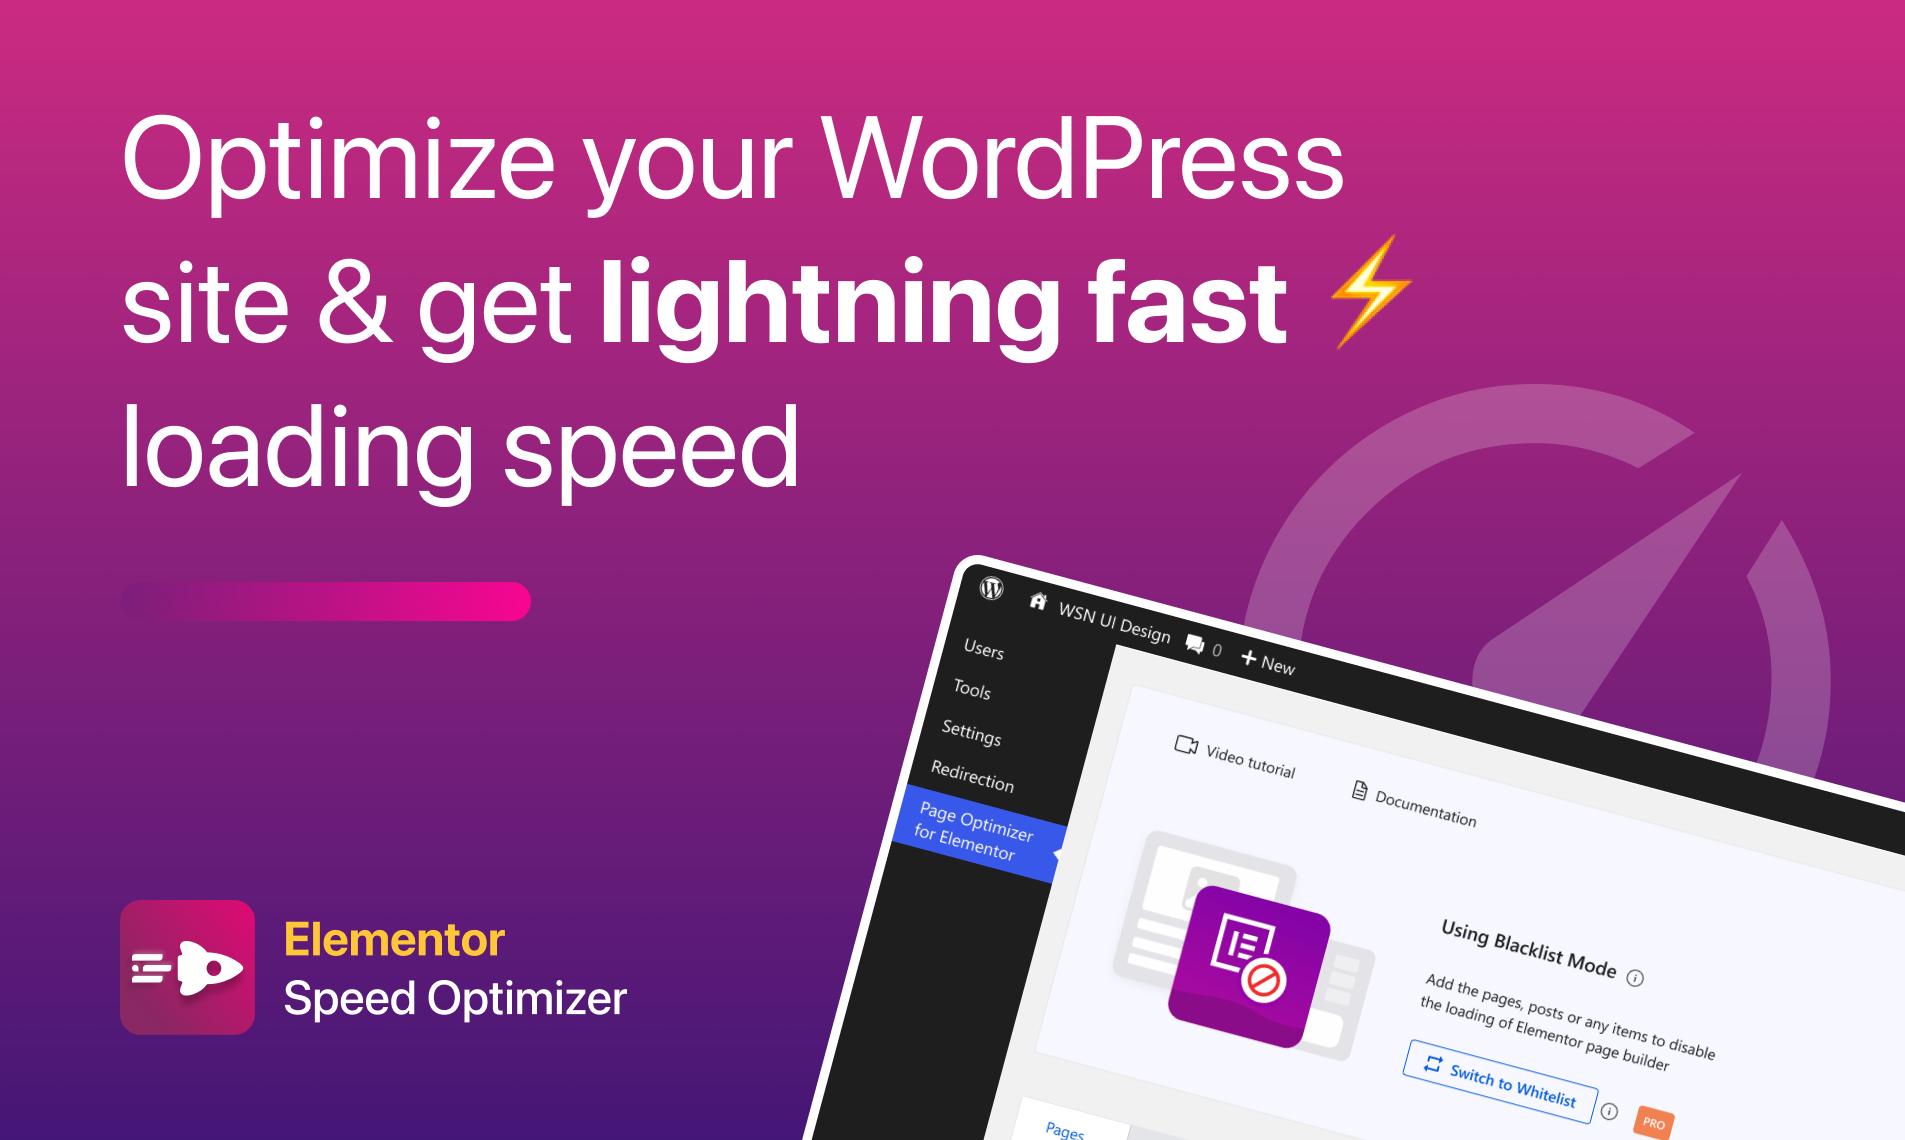 Optimize your WordPress
site & get lightning fast ⚡
loading speed
Elementor
Speed Optimizer
WSN UI Design
0
+ New
Users
Tools
Settings
Redirection
Page Optimizer
for Elementor
Video tutorial
Documentation
Using Blacklist Mode
Add the pages, posts or any items to disable
the loading of Elementor page builder
Switch to Whitelist
PRO
Pages